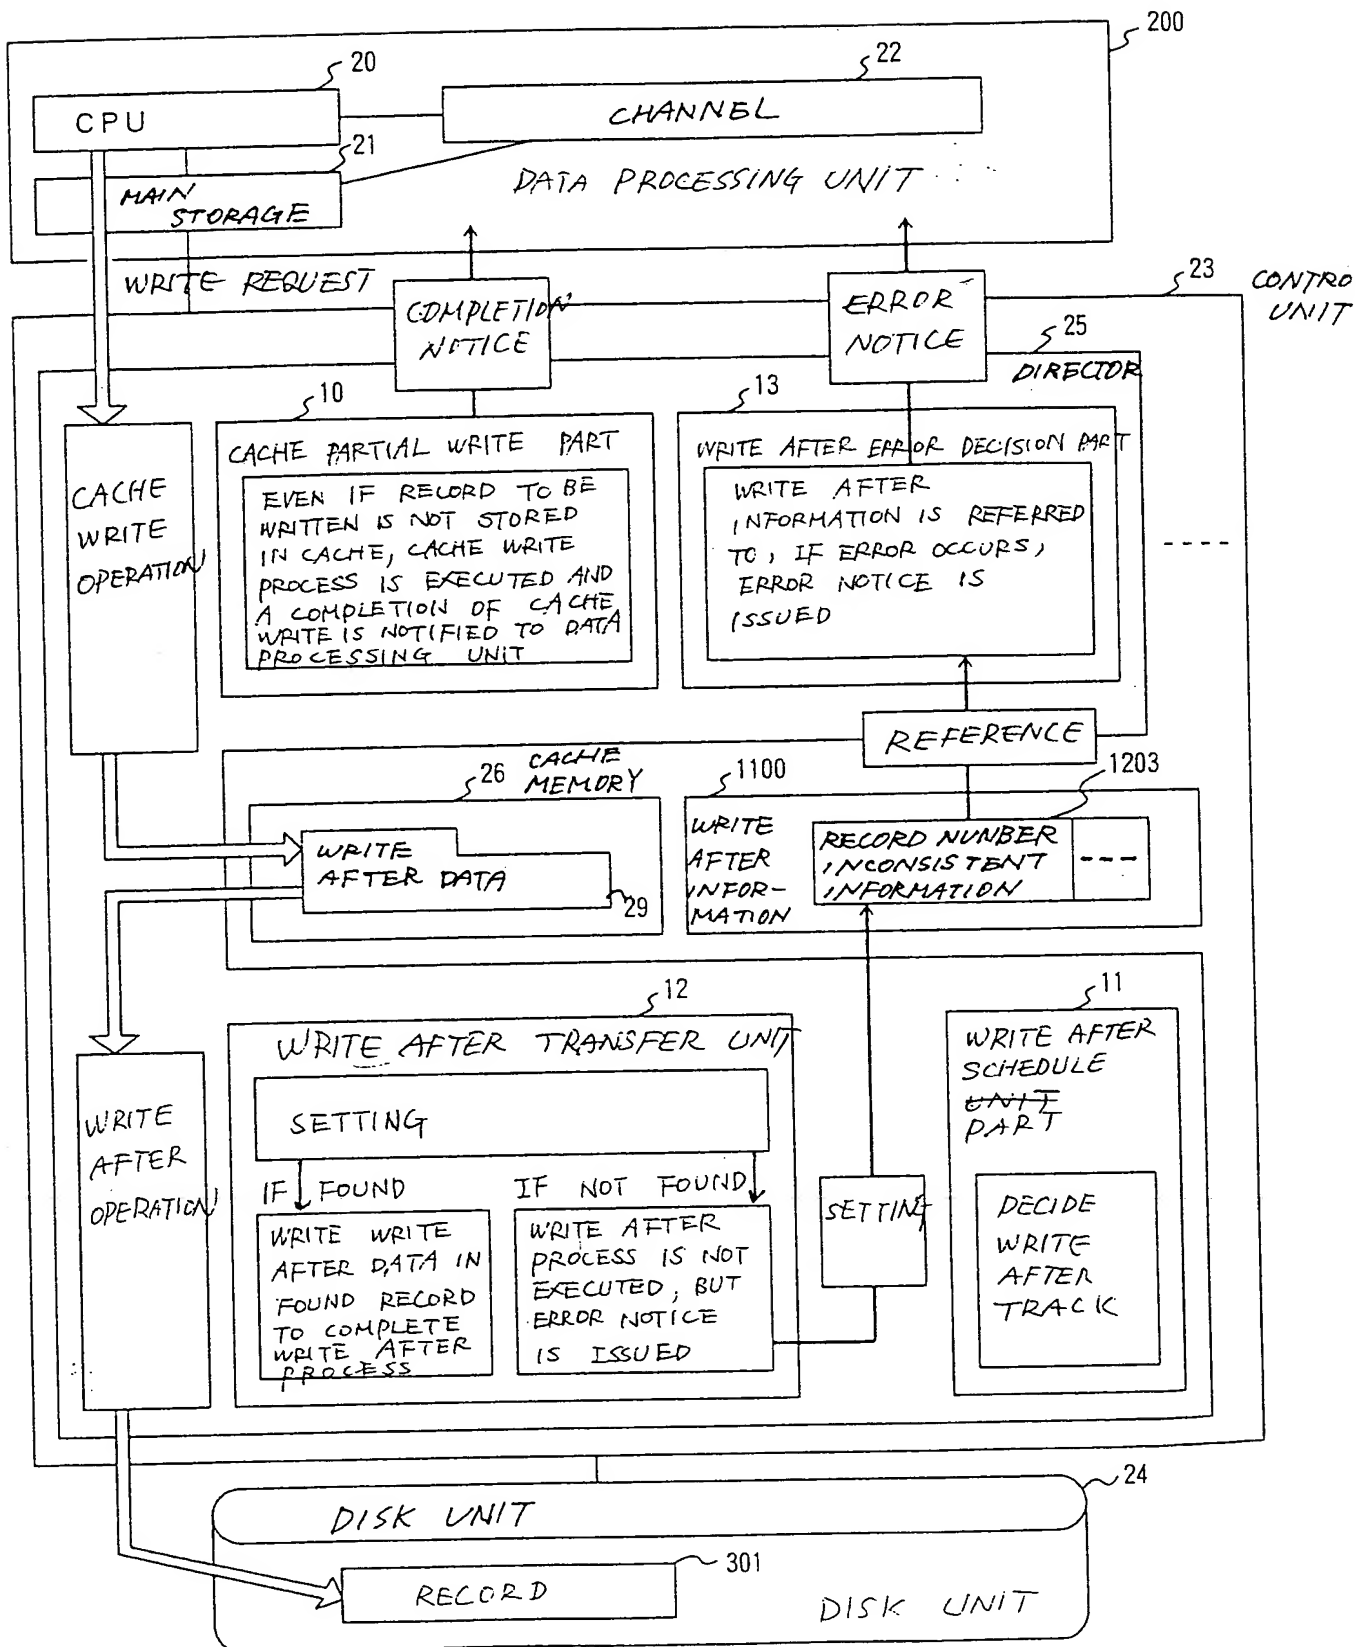 200
20
22
CPU
CHANNEL
21
MAIN
STORAGE
DATA PROCESSING UNIT
WRITE REQUEST
COMPLETION
NOTICE
ERROR
NOTICE
23
CONTRO
UNIT
25
DIRECTOR
10
13
CACHE
WRITE
OPERATION
CACHE PARTIAL WRITE PART
EVEN IF RECORD TO BE
WRITTEN IS NOT STORED
IN CACHE, CACHE WRITE
PROCESS IS EXECUTED AND
A COMPLETION OF CACHE
WRITE IS NOTIFIED TO DATA
PROCESSING UNIT
WRITE AFTER ERROR DECISION PART
WRITE AFTER
INFORMATION IS REFERRED
TO, IF ERROR OCCURS,
ERROR NOTICE IS
ISSUED
----
REFERENCE
26
CACHE
MEMORY
1100
1203
WRITE
AFTER DATA
29
WRITE
AFTER
INFOR-
MATION
RECORD NUNBER
INCONSISTENT
INFORMATION
---
12
11
WRITE
AFTER
OPERATION
WRITE AFTER TRANSFER UNIT
SETTING
IF FOUND
IF NOT FOUND
WRITE WRITE
AFTER DATA IN
FOUND RECORD
TO COMPLETE
WRITE AFTER
PROCESS
WRITE AFTER
PROCESS IS NOT
EXECUTED, BUT
ERROR NOTICE
IS ISSUED
SETTING
WRITE AFTER
SCHEDULE
UNIT
PART
DECIDE
WRITE
AFTER
TRACK
24
DISK UNIT
301
RECORD
DISK UNIT